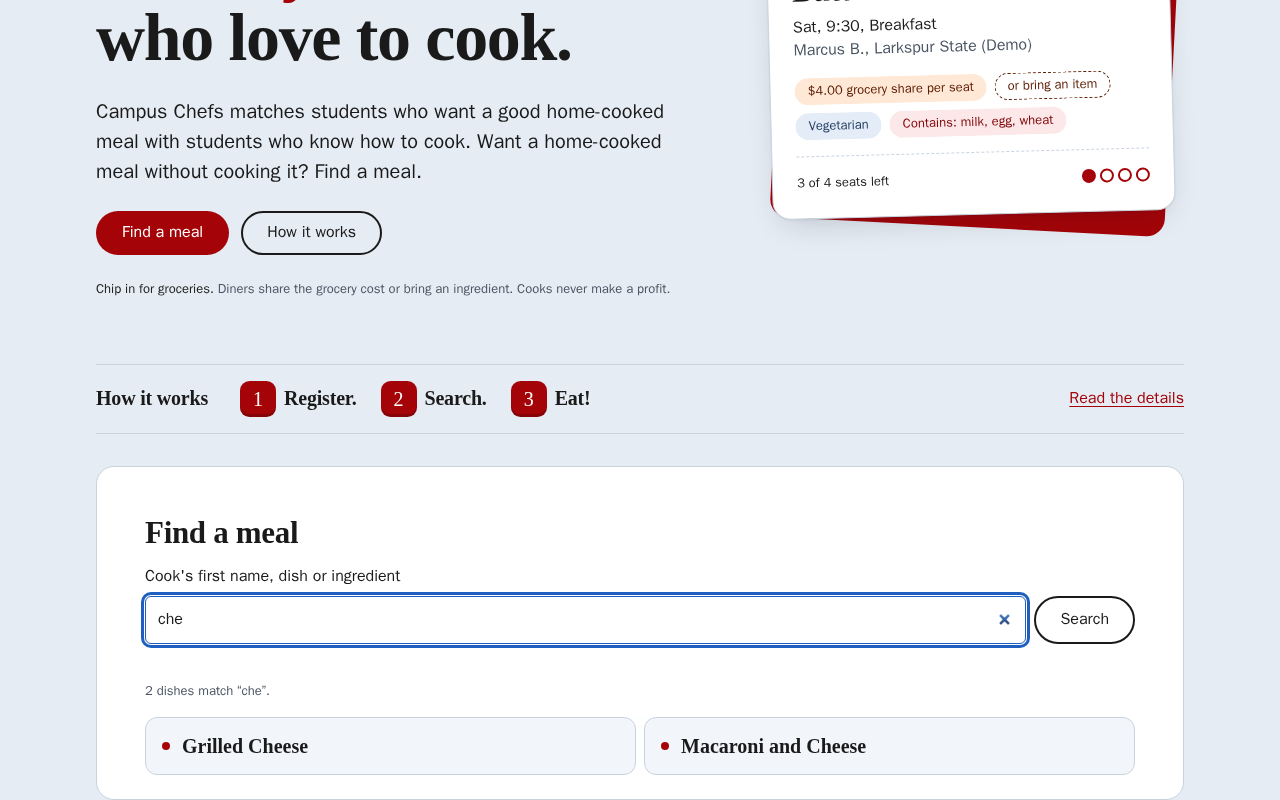 who love to cook.
Campus Chefs matches students who want a good home-cooked
meal with students who know how to cook. Want a home-cooked
meal without cooking it? Find a meal.
Find a meal
How it works
Chip in for groceries. Diners share the grocery cost or bring an ingredient. Cooks never make a profit.
Sat, 9:30, Breakfast
Marcus B., Larkspur State (Demo)
$4.00 grocery share per seat
or bring an item
Vegetarian
Contains: milk, egg, wheat
3 of 4 seats left
How it works
1 Register.
2 Search.
3 Eat!
Read the details
Find a meal
Cook's first name, dish or ingredient
che
Search
2 dishes match “che”.
Grilled Cheese
Macaroni and Cheese